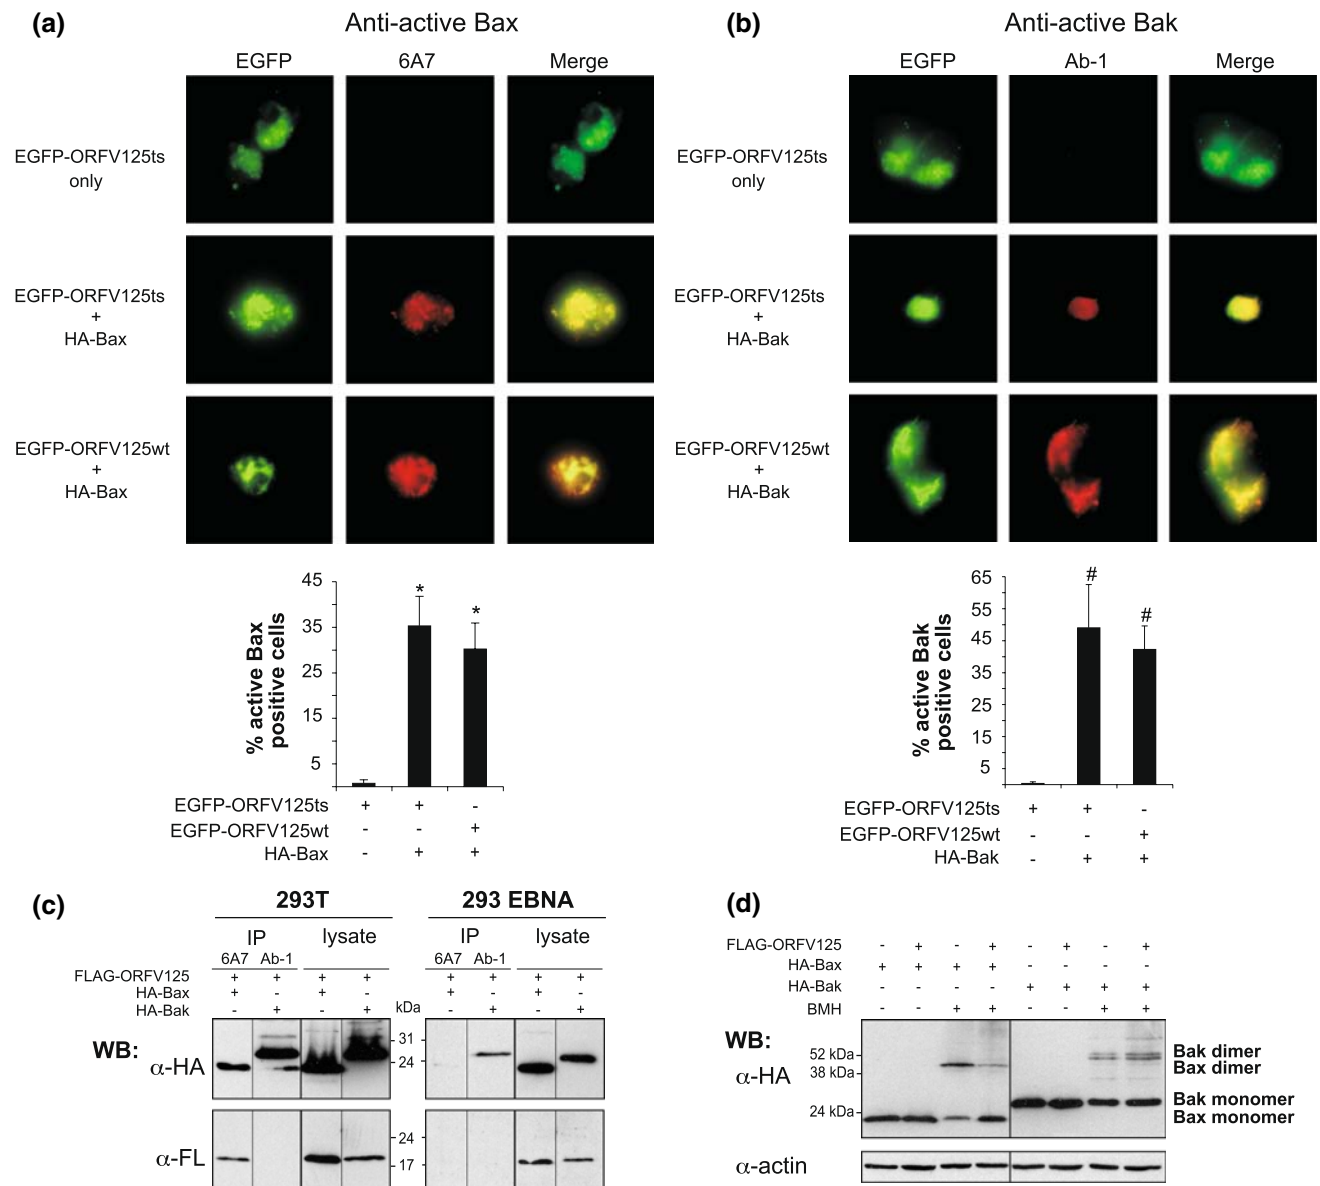 (a)
Anti-active Bax
EGFP 6A7 Merge
EGFP-ORFV125ts
only
EGFP-ORFV125ts
+
HA-Bax
EGFP-ORFV125wt
+
HA-Bax
% active Bax
positive cells
45
35
25
15
5
* *
EGFP-ORFV125ts + + -
EGFP-ORFV125wt - - +
HA-Bax - + +
(b)
Anti-active Bak
EGFP Ab-1 Merge
EGFP-ORFV125ts
only
EGFP-ORFV125ts
+
HA-Bak
EGFP-ORFV125wt
+
HA-Bak
% active Bak
positive cells
65
55
45
35
25
15
5
# #
EGFP-ORFV125ts + + -
EGFP-ORFV125wt - - +
HA-Bak - + +
(c)
293T 293 EBNA
IP lysate IP lysate
6A7 Ab-1 6A7 Ab-1
FLAG-ORFV125 + + + + + + + +
HA-Bax + - + - + - + -
HA-Bak - + - + kDa - + - +
WB:
α-HA
31
24
α-FL
24
17
(d)
FLAG-ORFV125 - + - + - + - +
HA-Bax + + + + - - - -
HA-Bak - - - - + + + +
BMH - - + + - - + +
WB:
α-HA
52 kDa
38 kDa
24 kDa
Bak dimer
Bax dimer
Bak monomer
Bax monomer
α-actin